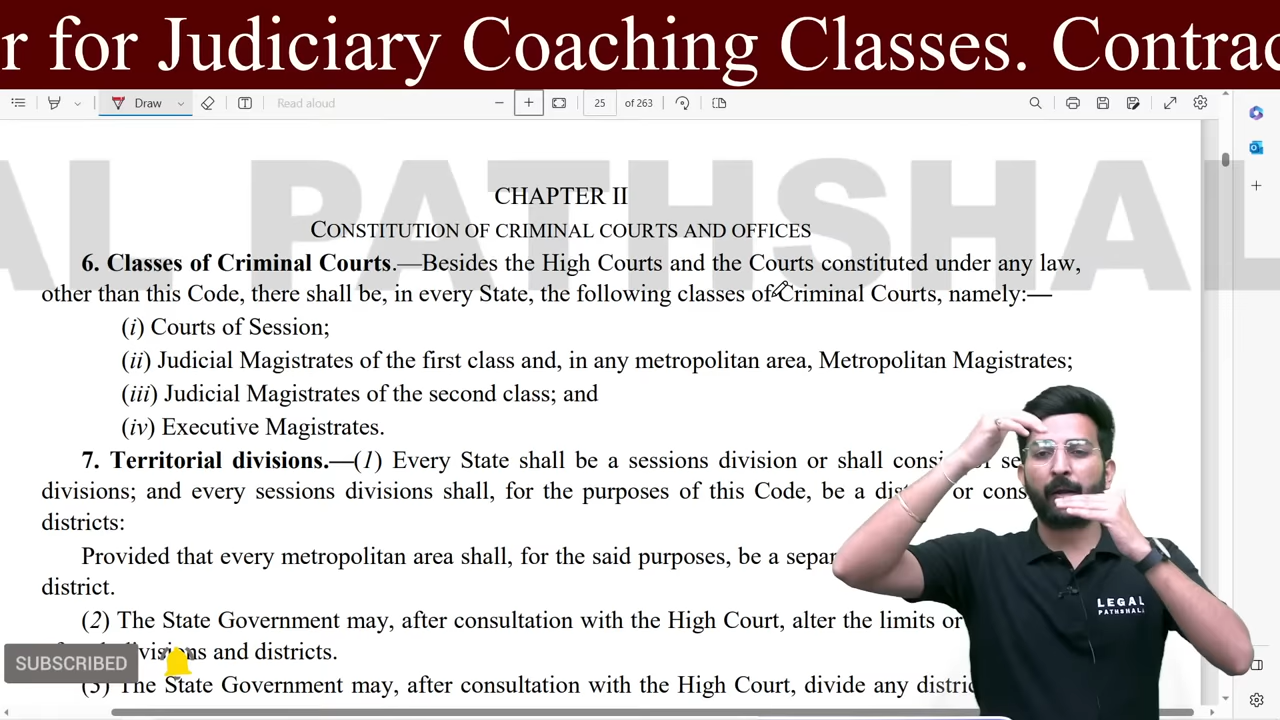 r for Judiciary Coaching Classes. Contrac
Draw
Read aloud
25 of 263
AL PATHSHAL
CHAPTER II
CONSTITUTION OF CRIMINAL COURTS AND OFFICES
6. Classes of Criminal Courts.—Besides the High Courts and the Courts constituted under any law,
other than this Code, there shall be, in every State, the following classes of Criminal Courts, namely:—
(i) Courts of Session;
(ii) Judicial Magistrates of the first class and, in any metropolitan area, Metropolitan Magistrates;
(iii) Judicial Magistrates of the second class; and
(iv) Executive Magistrates.
7. Territorial divisions.—(1) Every State shall be a sessions division or shall consi
divisions; and every sessions divisions shall, for the purposes of this Code, be a di or cons
districts:
Provided that every metropolitan area shall, for the said purposes, be a separ
district.
(2) The State Government may, after consultation with the High Court, alter the limits or
divisions and districts.
(3) The State Government may, after consultation with the High Court, divide any distri
SUBSCRIBED
LEGAL
PATHSHALA